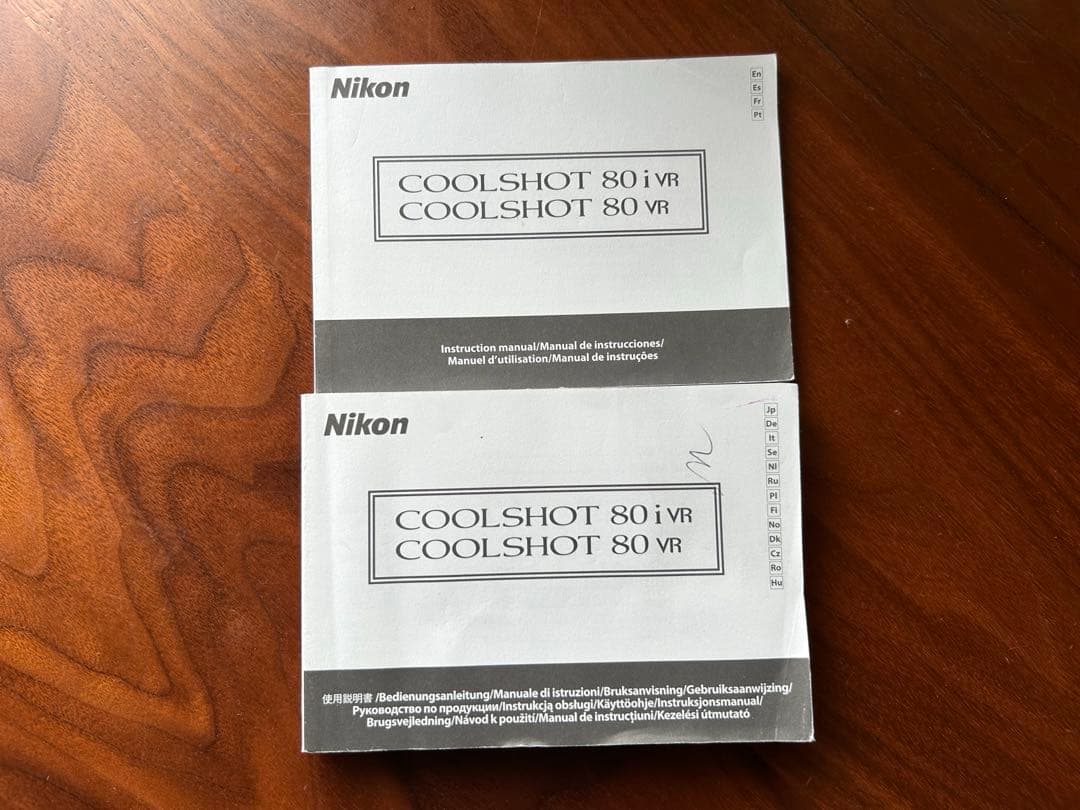 Nikon
En
Es
Fr
Pt
COOLSHOT 80i VR
COOLSHOT 80 VR
Instruction manual/Manual de instrucciones/
Manuel d'utilisation/Manual de instruções
Nikon
Jp
De
It
Se
Nl
Ru
Pl
Fi
No
Dk
Cz
Ro
Hu
COOLSHOT 80i VR
COOLSHOT 80 VR
使用説明書/Bedienungsanleitung/Manuale di istruzioni/Bruksanvisning/Gebruiksaanwijzing/
Руководство по продукции/Instrukcją obsługi/Käyttöohje/Instruksjonsmanual/
Brugsvejledning/Návod k použití/Manual de instrucţiuni/Kezelési útmutató